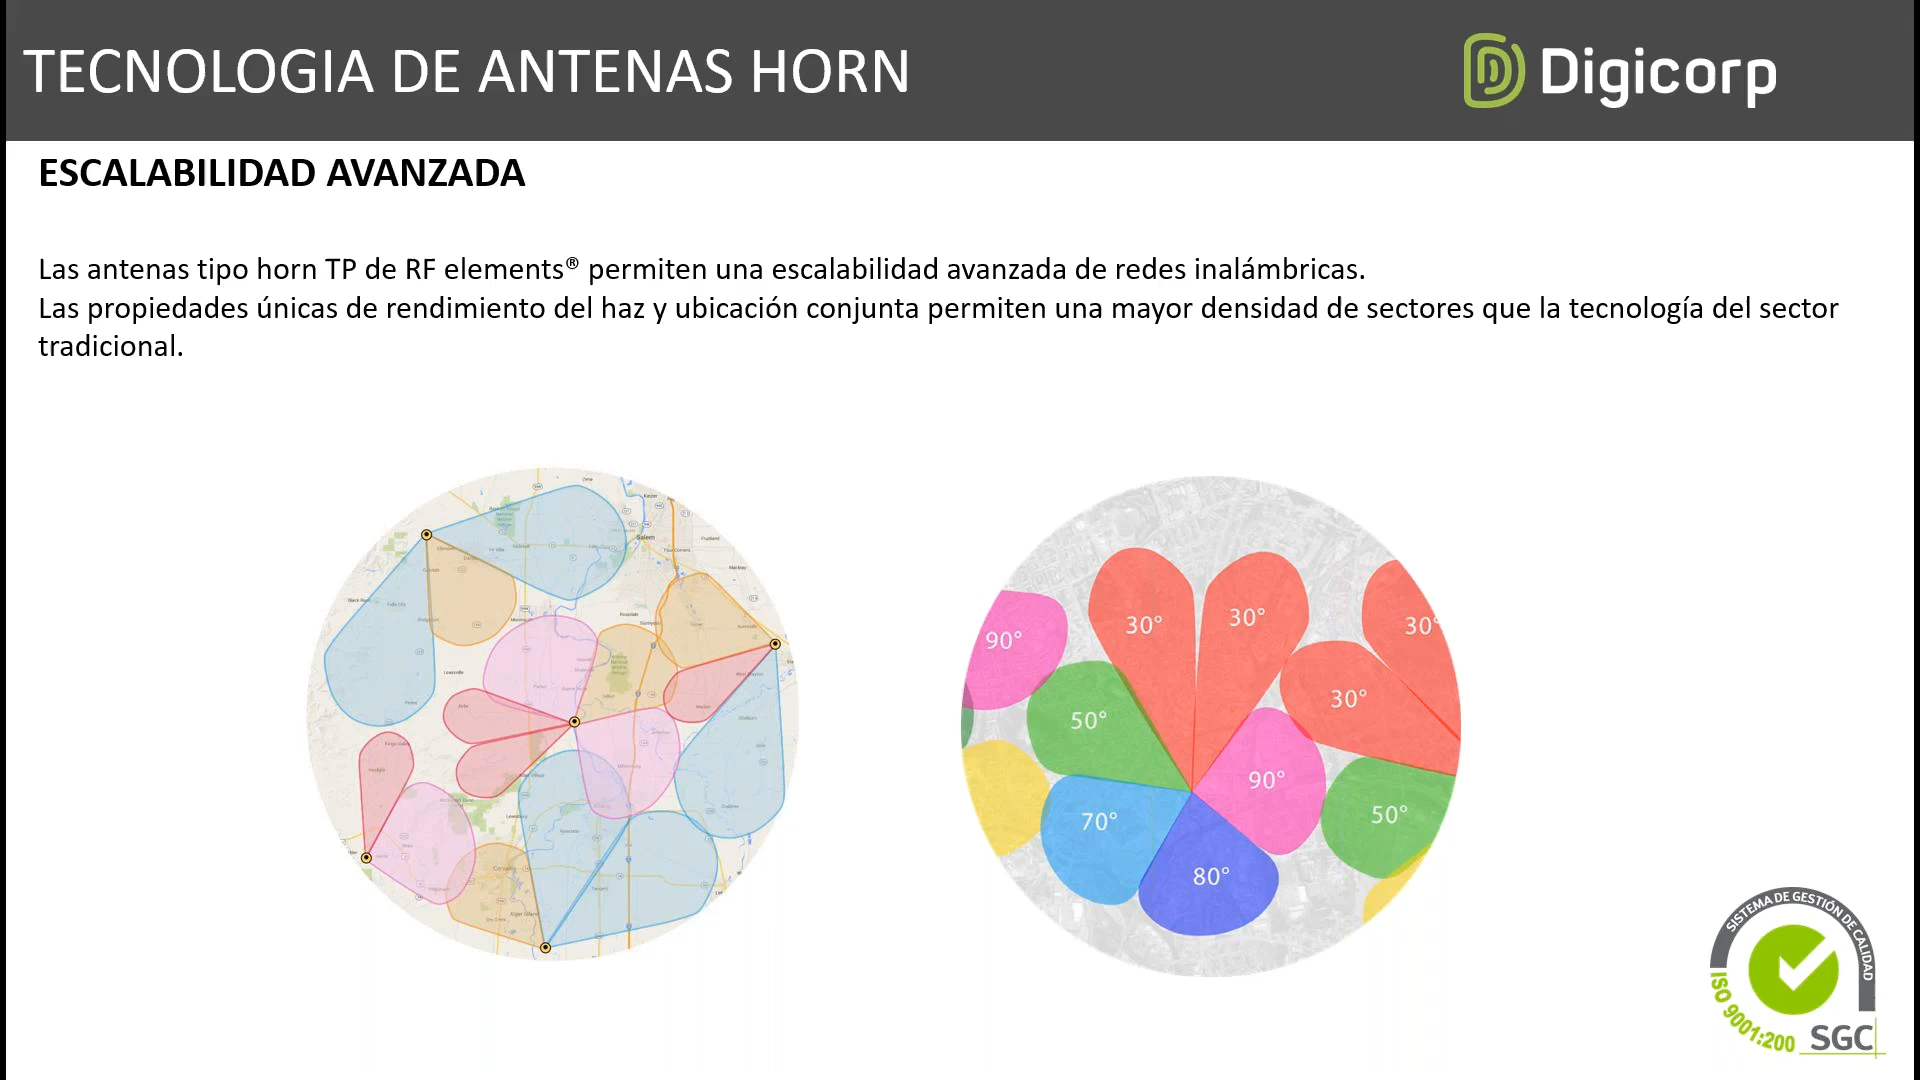 TECNOLOGIA DE ANTENAS HORN
Digicorp
ESCALABILIDAD AVANZADA
Las antenas tipo horn TP de RF elements® permiten una escalabilidad avanzada de redes inalámbricas.
Las propiedades únicas de rendimiento del haz y ubicación conjunta permiten una mayor densidad de sectores que la tecnología del sector
tradicional.
Salem
90°
30°
30°
30°
30°
50°
90°
50°
70°
80°
SISTEMA DE GESTIÓN DE CALIDAD
ISO 9001:200
SGC